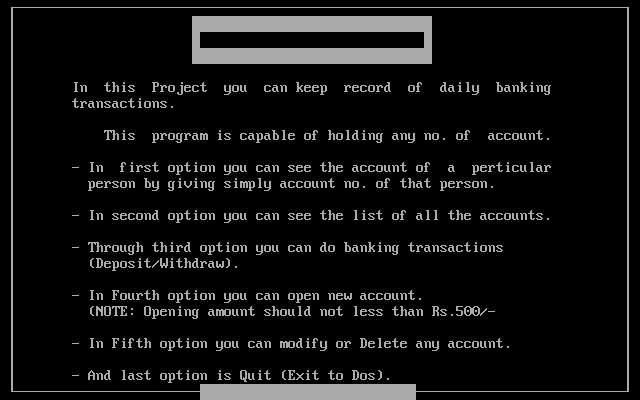 In this Project you can keep record of daily banking
transactions.
This program is capable of holding any no. of account.
- In first option you can see the account of a perticular
person by giving simply account no. of that person.
- In second option you can see the list of all the accounts.
- Through third option you can do banking transactions
(Deposit/Withdraw).
- In Fourth option you can open new account.
(NOTE: Opening amount should not less than Rs.500/-
- In Fifth option you can modify or Delete any account.
- And last option is Quit (Exit to Dos).